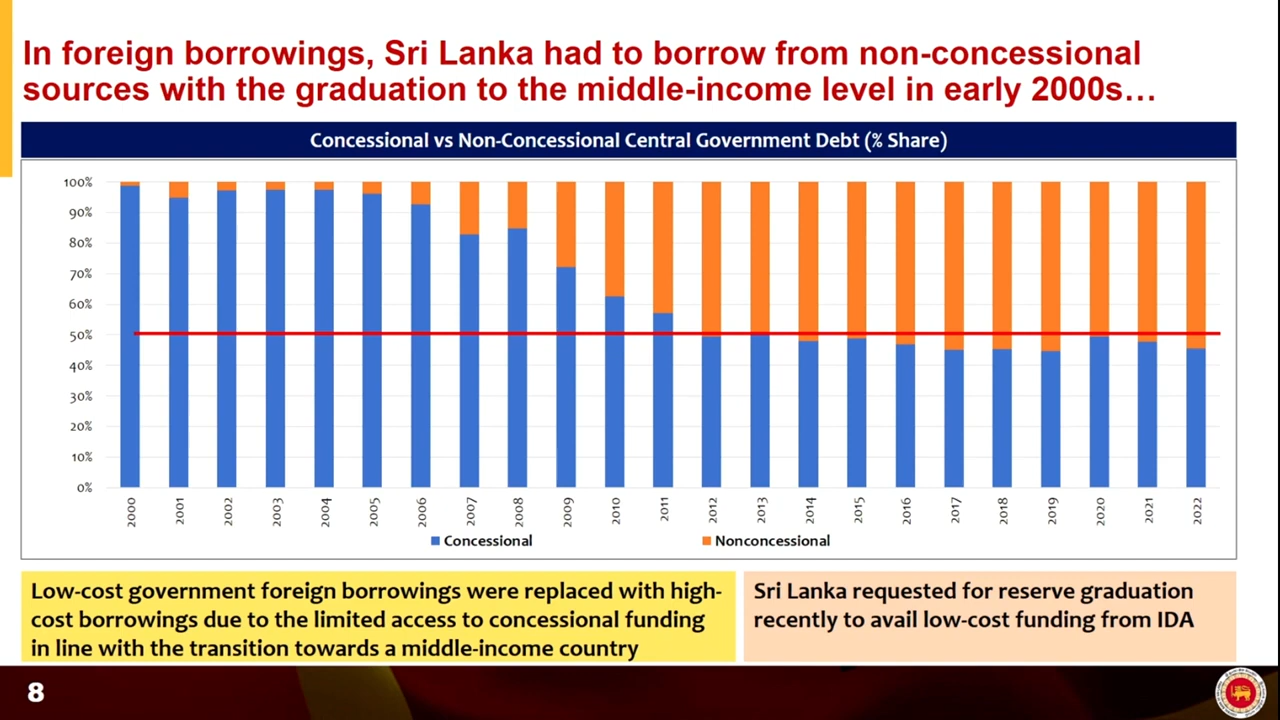 In foreign borrowings, Sri Lanka had to borrow from non-concessional
sources with the graduation to the middle-income level in early 2000s…
Concessional vs Non-Concessional Central Government Debt (% Share)
100%
90%
80%
70%
60%
50%
40%
30%
20%
10%
0%
2000 2001 2002 2003 2004 2005 2006 2007 2008 2009 2010 2011 2012 2013 2014 2015 2016 2017 2018 2019 2020 2021 2022
Concessional Nonconcessional
Low-cost government foreign borrowings were replaced with high-
cost borrowings due to the limited access to concessional funding
in line with the transition towards a middle-income country
Sri Lanka requested for reserve graduation
recently to avail low-cost funding from IDA
8